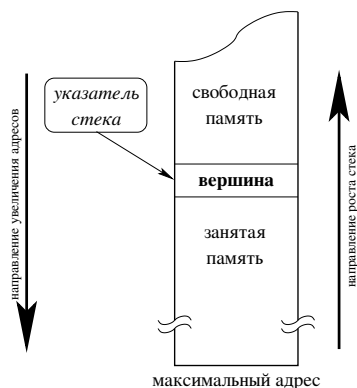 направление увеличения адресов
указатель
стека
свободная
память
вершина
занятая
память
направление роста стека
максимальный адрес